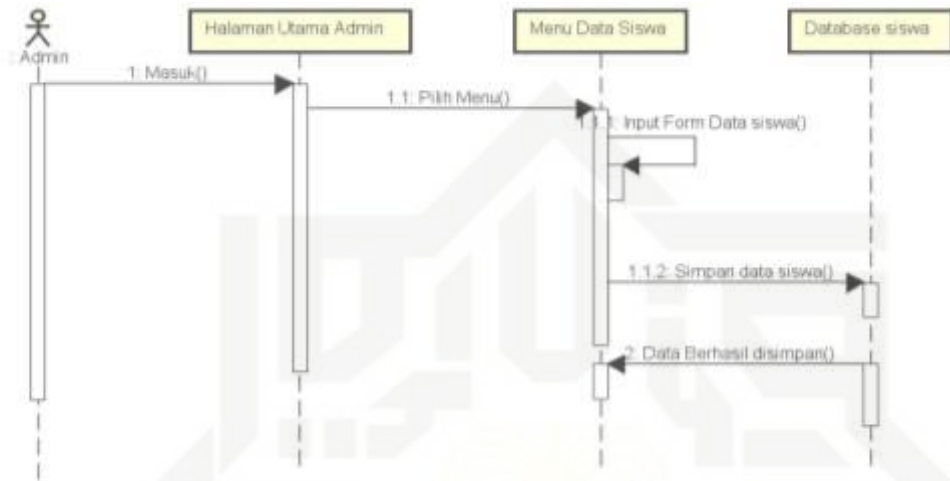 Halaman Utama Admin
Menu Data Siswa
Database siswa
: Admin
1: Masuk()
1.1: Pilih Menu()
1.1.1: Input Form Data siswa()
1.1.2: Simpan data siswa()
2: Data Berhasil disimpan()